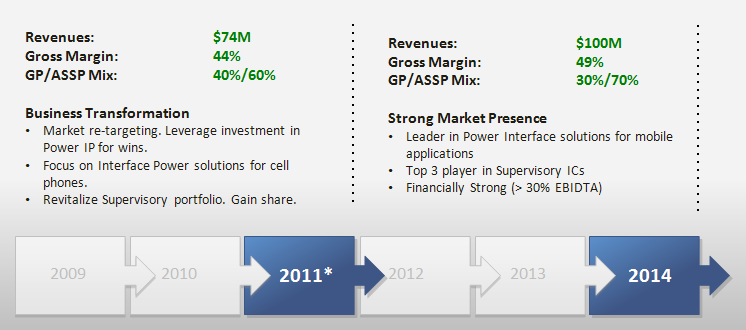 Revenues: $74M
Gross Margin: 44%
GP/ASSP Mix: 40%/60%
Business Transformation
• Market re-targeting. Leverage investment in
Power IP for wins.
• Focus on Interface Power solutions for cell
phones.
• Revitalize Supervisory portfolio. Gain share.
Revenues: $100M
Gross Margin: 49%
GP/ASSP Mix: 30%/70%
Strong Market Presence
• Leader in Power Interface solutions for mobile
applications
• Top 3 player in Supervisory ICs
• Financially Strong (> 30% EBIDTA)
2009 2010 2011* 2012 2013 2014